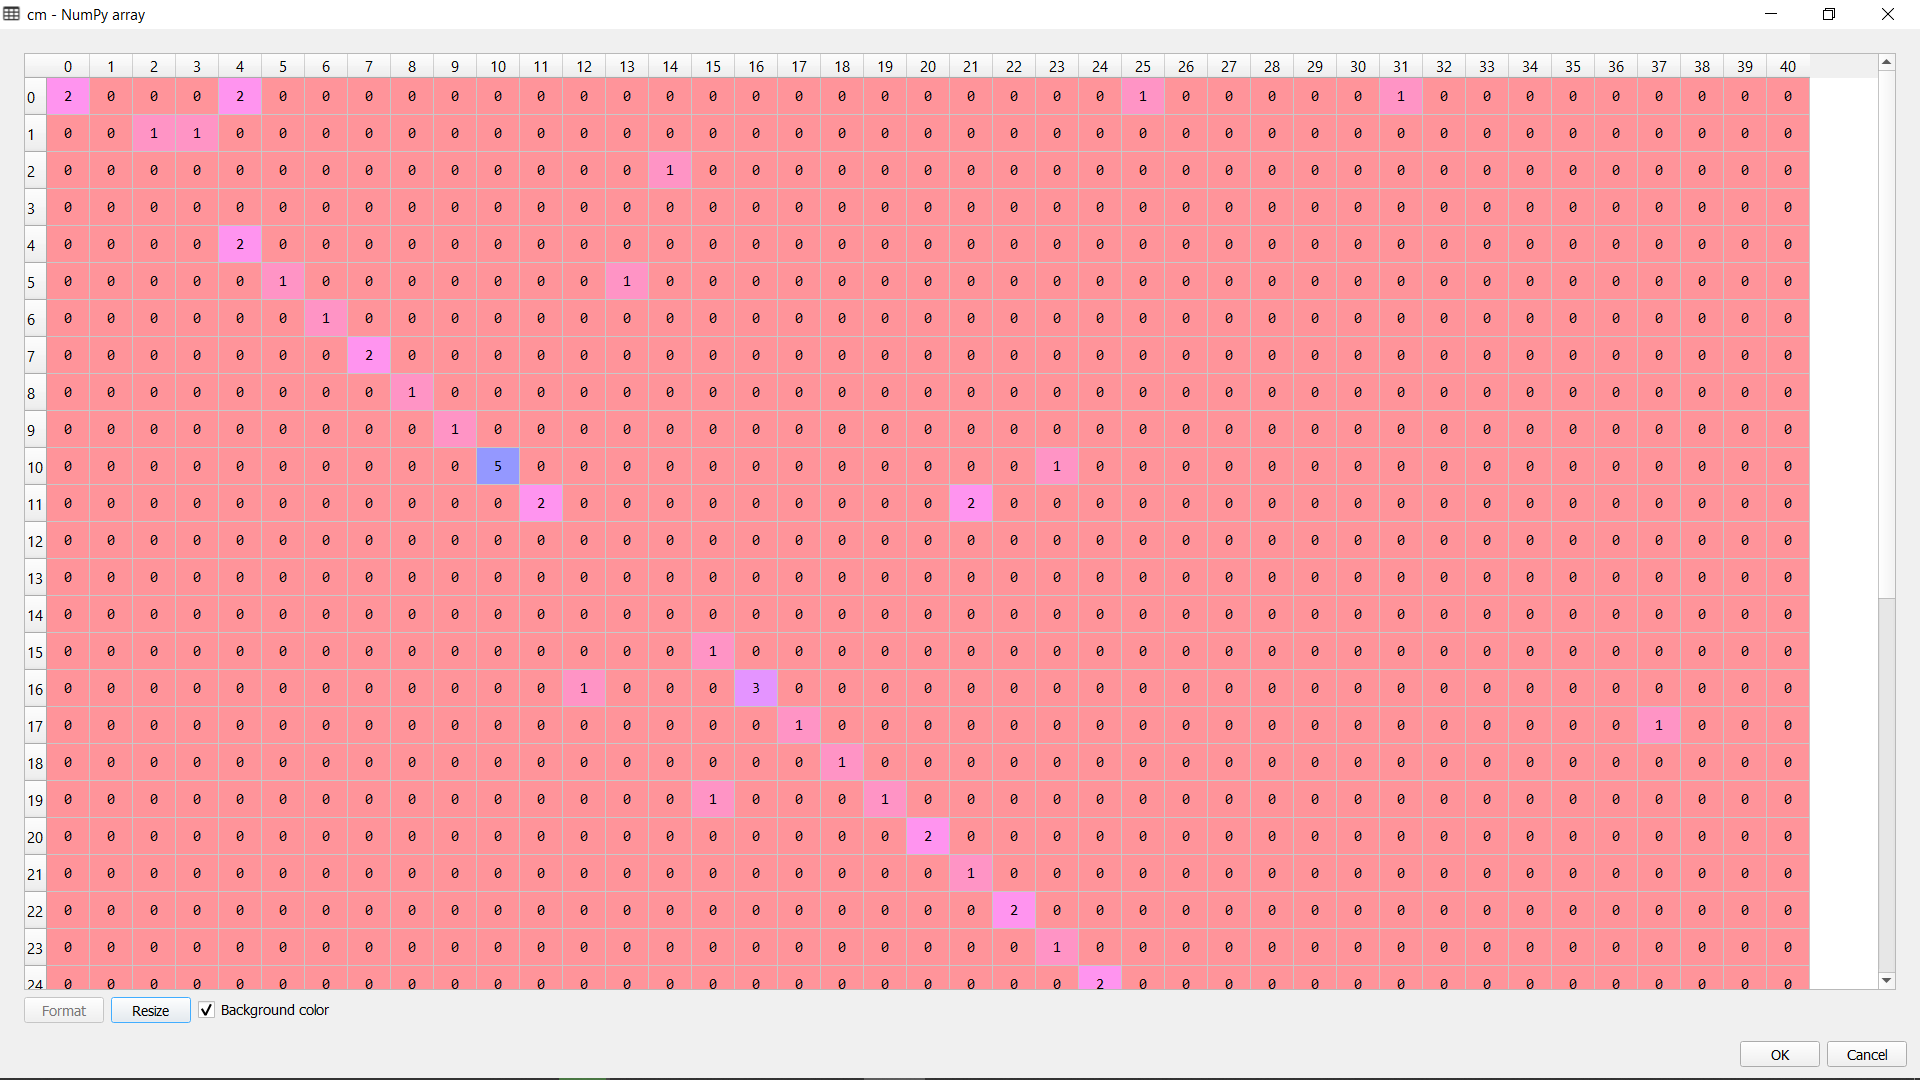 cm - NumPy array
0 1 2 3 4 5 6 7 8 9 10 11 12 13 14 15 16 17 18 19 20 21 22 23 24 25 26 27 28 29 30 31 32 33 34 35 36 37 38 39 40
0 2 0 0 0 2 0 0 0 0 0 0 0 0 0 0 0 0 0 0 0 0 0 0 0 0 1 0 0 0 0 0 1 0 0 0 0 0 0 0 0 0
1 0 0 1 1 0 0 0 0 0 0 0 0 0 0 0 0 0 0 0 0 0 0 0 0 0 0 0 0 0 0 0 0 0 0 0 0 0 0 0 0 0
2 0 0 0 0 0 0 0 0 0 0 0 0 0 0 1 0 0 0 0 0 0 0 0 0 0 0 0 0 0 0 0 0 0 0 0 0 0 0 0 0 0
3 0 0 0 0 0 0 0 0 0 0 0 0 0 0 0 0 0 0 0 0 0 0 0 0 0 0 0 0 0 0 0 0 0 0 0 0 0 0 0 0 0
4 0 0 0 0 2 0 0 0 0 0 0 0 0 0 0 0 0 0 0 0 0 0 0 0 0 0 0 0 0 0 0 0 0 0 0 0 0 0 0 0 0
5 0 0 0 0 0 1 0 0 0 0 0 0 0 1 0 0 0 0 0 0 0 0 0 0 0 0 0 0 0 0 0 0 0 0 0 0 0 0 0 0 0
6 0 0 0 0 0 0 1 0 0 0 0 0 0 0 0 0 0 0 0 0 0 0 0 0 0 0 0 0 0 0 0 0 0 0 0 0 0 0 0 0 0
7 0 0 0 0 0 0 0 2 0 0 0 0 0 0 0 0 0 0 0 0 0 0 0 0 0 0 0 0 0 0 0 0 0 0 0 0 0 0 0 0 0
8 0 0 0 0 0 0 0 0 1 0 0 0 0 0 0 0 0 0 0 0 0 0 0 0 0 0 0 0 0 0 0 0 0 0 0 0 0 0 0 0 0
9 0 0 0 0 0 0 0 0 0 1 0 0 0 0 0 0 0 0 0 0 0 0 0 0 0 0 0 0 0 0 0 0 0 0 0 0 0 0 0 0 0
10 0 0 0 0 0 0 0 0 0 0 5 0 0 0 0 0 0 0 0 0 0 0 0 1 0 0 0 0 0 0 0 0 0 0 0 0 0 0 0 0 0
11 0 0 0 0 0 0 0 0 0 0 0 2 0 0 0 0 0 0 0 0 0 2 0 0 0 0 0 0 0 0 0 0 0 0 0 0 0 0 0 0 0
12 0 0 0 0 0 0 0 0 0 0 0 0 0 0 0 0 0 0 0 0 0 0 0 0 0 0 0 0 0 0 0 0 0 0 0 0 0 0 0 0 0
13 0 0 0 0 0 0 0 0 0 0 0 0 0 0 0 0 0 0 0 0 0 0 0 0 0 0 0 0 0 0 0 0 0 0 0 0 0 0 0 0 0
14 0 0 0 0 0 0 0 0 0 0 0 0 0 0 0 0 0 0 0 0 0 0 0 0 0 0 0 0 0 0 0 0 0 0 0 0 0 0 0 0 0
15 0 0 0 0 0 0 0 0 0 0 0 0 0 0 0 1 0 0 0 0 0 0 0 0 0 0 0 0 0 0 0 0 0 0 0 0 0 0 0 0 0
16 0 0 0 0 0 0 0 0 0 0 0 0 1 0 0 0 3 0 0 0 0 0 0 0 0 0 0 0 0 0 0 0 0 0 0 0 0 0 0 0 0
17 0 0 0 0 0 0 0 0 0 0 0 0 0 0 0 0 0 1 0 0 0 0 0 0 0 0 0 0 0 0 0 0 0 0 0 0 0 1 0 0 0
18 0 0 0 0 0 0 0 0 0 0 0 0 0 0 0 0 0 0 1 0 0 0 0 0 0 0 0 0 0 0 0 0 0 0 0 0 0 0 0 0 0
19 0 0 0 0 0 0 0 0 0 0 0 0 0 0 0 1 0 0 0 1 0 0 0 0 0 0 0 0 0 0 0 0 0 0 0 0 0 0 0 0 0
20 0 0 0 0 0 0 0 0 0 0 0 0 0 0 0 0 0 0 0 0 2 0 0 0 0 0 0 0 0 0 0 0 0 0 0 0 0 0 0 0 0
21 0 0 0 0 0 0 0 0 0 0 0 0 0 0 0 0 0 0 0 0 0 1 0 0 0 0 0 0 0 0 0 0 0 0 0 0 0 0 0 0 0
22 0 0 0 0 0 0 0 0 0 0 0 0 0 0 0 0 0 0 0 0 0 0 2 0 0 0 0 0 0 0 0 0 0 0 0 0 0 0 0 0 0
23 0 0 0 0 0 0 0 0 0 0 0 0 0 0 0 0 0 0 0 0 0 0 0 1 0 0 0 0 0 0 0 0 0 0 0 0 0 0 0 0 0
24 0 0 0 0 0 0 0 0 0 0 0 0 0 0 0 0 0 0 0 0 0 0 0 0 2 0 0 0 0 0 0 0 0 0 0 0 0 0 0 0 0
Format Resize Background color
OK Cancel